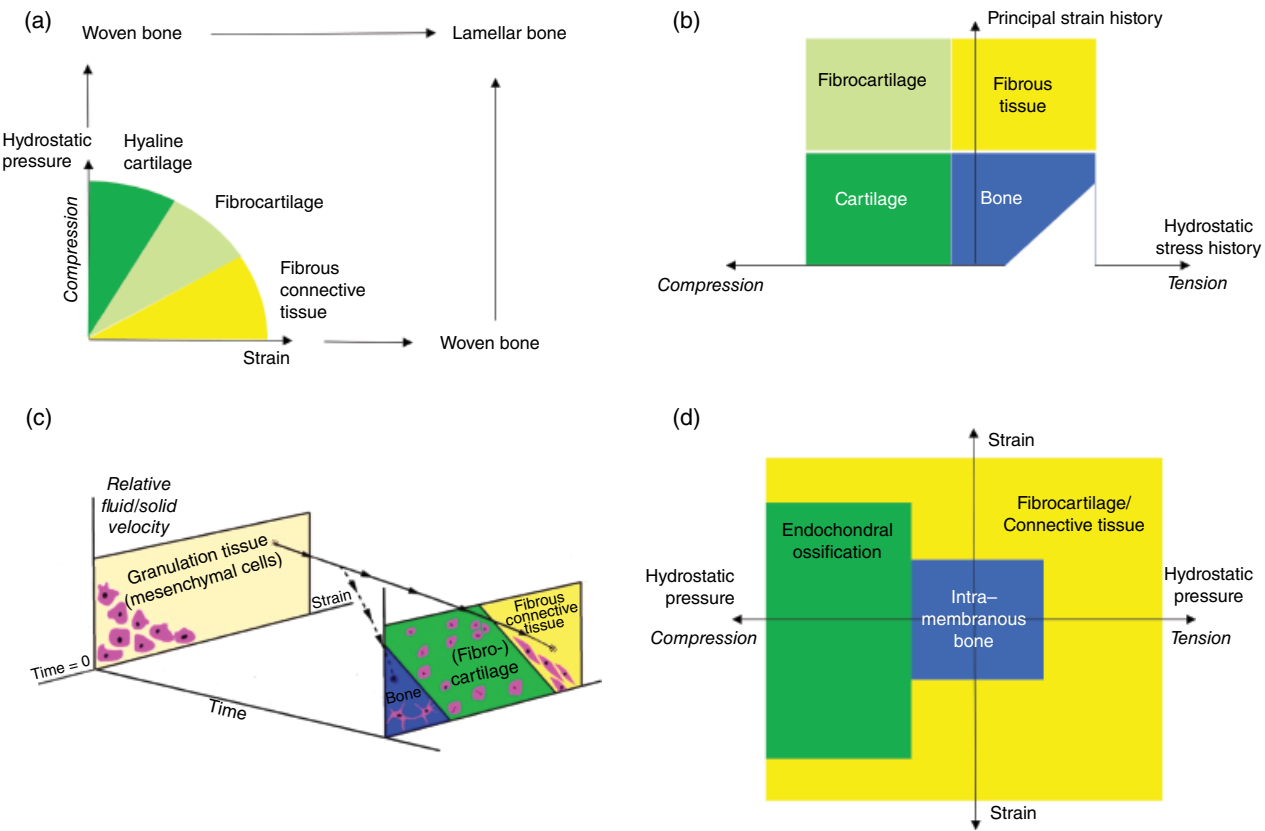 (a)
Woven bone
Lamellar bone
Hydrostatic
pressure
Hyaline
cartilage
Compression
Fibrocartilage
Fibrous
connective
tissue
Strain
Woven bone
(b)
Principal strain history
Fibrocartilage
Fibrous
tissue
Cartilage
Bone
Hydrostatic
stress history
Compression
Tension
(c)
Relative
fluid/solid
velocity
Granulation tissue
(mesenchymal cells)
Strain
Time = 0
Time
Fibrous
connective
tissue
(Fibro-)
cartilage
Bone
(d)
Strain
Fibrocartilage/
Connective tissue
Endochondral
ossification
Hydrostatic
pressure
Compression
Intra–
membranous
bone
Hydrostatic
pressure
Tension
Strain